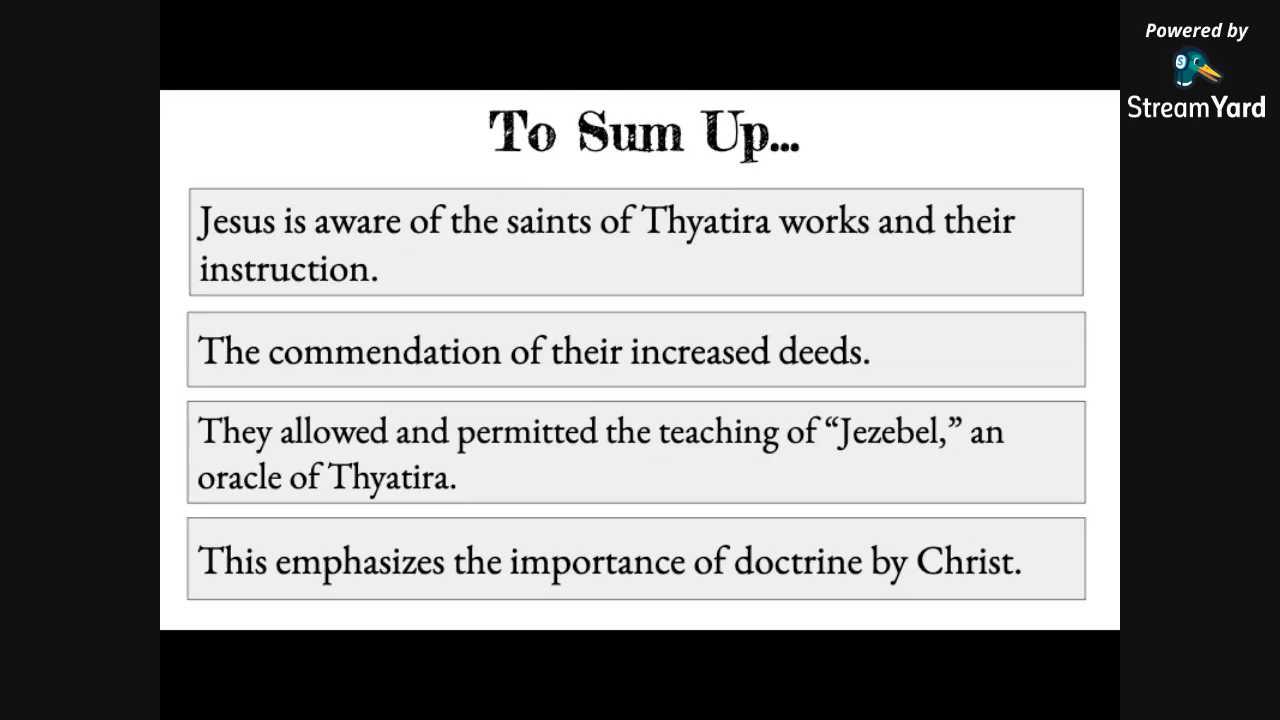 Powered by
StreamYard
To Sum Up...
Jesus is aware of the saints of Thyatira works and their
instruction.
The commendation of their increased deeds.
They allowed and permitted the teaching of “Jezebel,” an
oracle of Thyatira.
This emphasizes the importance of doctrine by Christ.